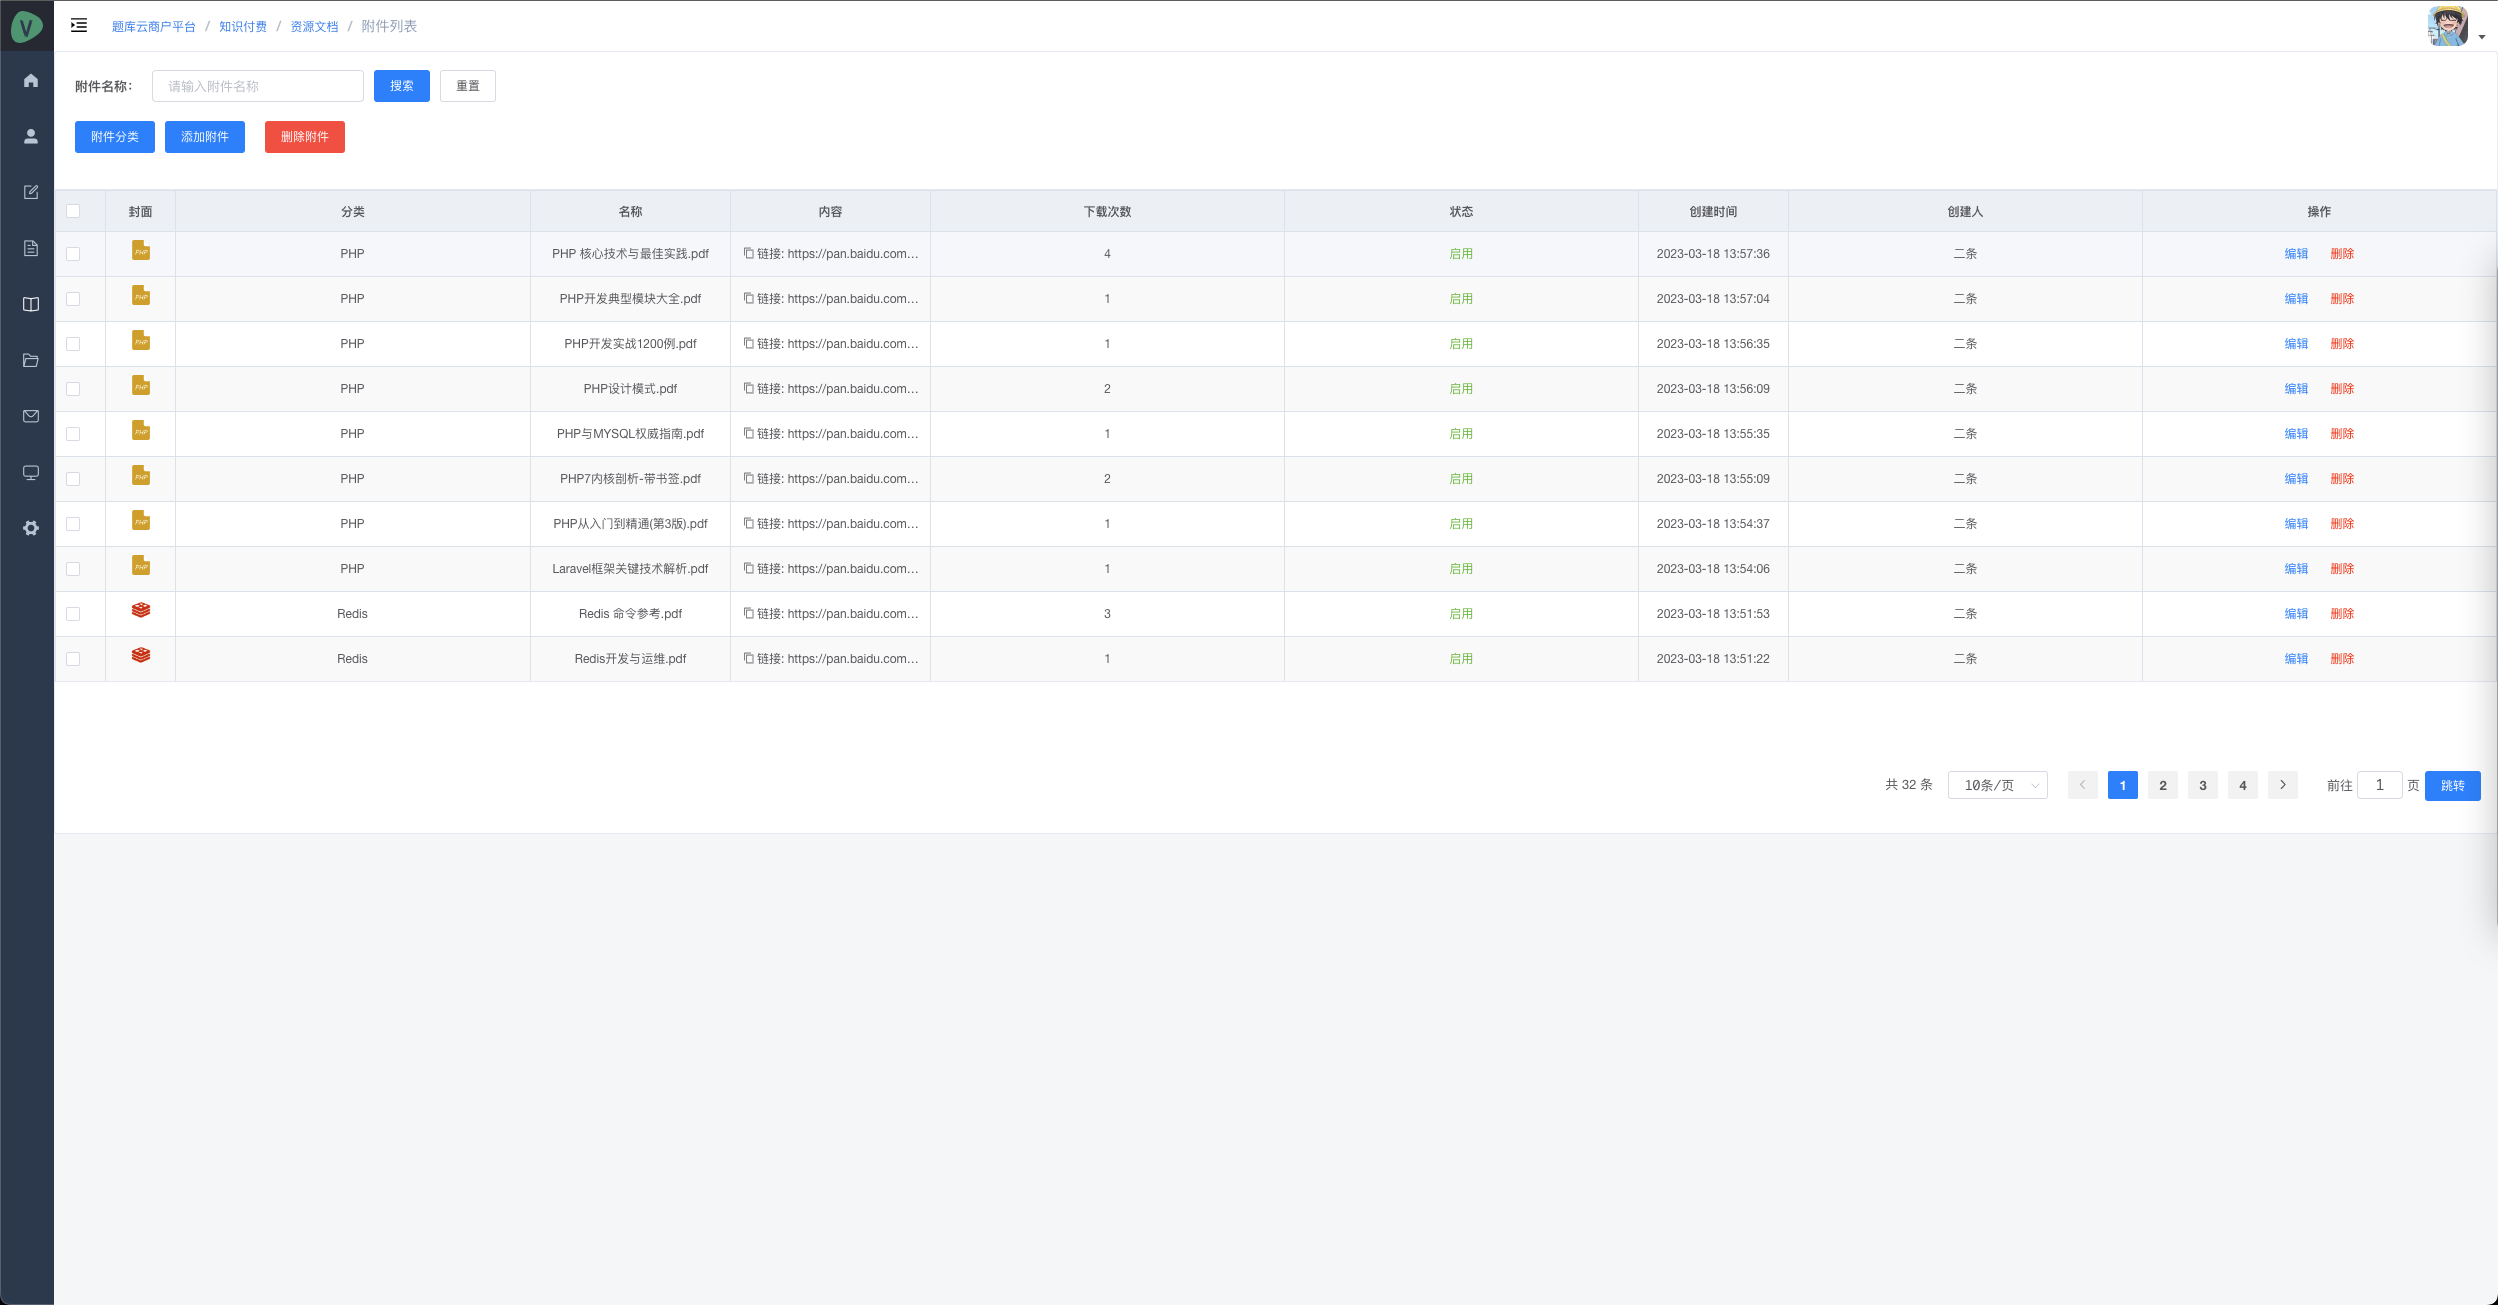 V
题库云商户平台 / 知识付费 / 资源文档 / 附件列表
附件名称: 请输入附件名称 搜索 重置
附件分类 添加附件 删除附件
封面 分类 名称 内容 下载次数 状态 创建时间 创建人 操作
PHP PHP PHP 核心技术与最佳实践.pdf 链接: https://pan.baidu.com... 4 启用 2023-03-18 13:57:36 二条 编辑 删除
PHP PHP PHP开发典型模块大全.pdf 链接: https://pan.baidu.com... 1 启用 2023-03-18 13:57:04 二条 编辑 删除
PHP PHP PHP开发实战1200例.pdf 链接: https://pan.baidu.com... 1 启用 2023-03-18 13:56:35 二条 编辑 删除
PHP PHP PHP设计模式.pdf 链接: https://pan.baidu.com... 2 启用 2023-03-18 13:56:09 二条 编辑 删除
PHP PHP PHP与MYSQL权威指南.pdf 链接: https://pan.baidu.com... 1 启用 2023-03-18 13:55:35 二条 编辑 删除
PHP PHP PHP7内核剖析-带书签.pdf 链接: https://pan.baidu.com... 2 启用 2023-03-18 13:55:09 二条 编辑 删除
PHP PHP PHP从入门到精通(第3版).pdf 链接: https://pan.baidu.com... 1 启用 2023-03-18 13:54:37 二条 编辑 删除
PHP PHP Laravel框架关键技术解析.pdf 链接: https://pan.baidu.com... 1 启用 2023-03-18 13:54:06 二条 编辑 删除
Redis Redis 命令参考.pdf 链接: https://pan.baidu.com... 3 启用 2023-03-18 13:51:53 二条 编辑 删除
Redis Redis开发与运维.pdf 链接: https://pan.baidu.com... 1 启用 2023-03-18 13:51:22 二条 编辑 删除
共 32 条 10条/页 1 2 3 4 前往 1 页 跳转